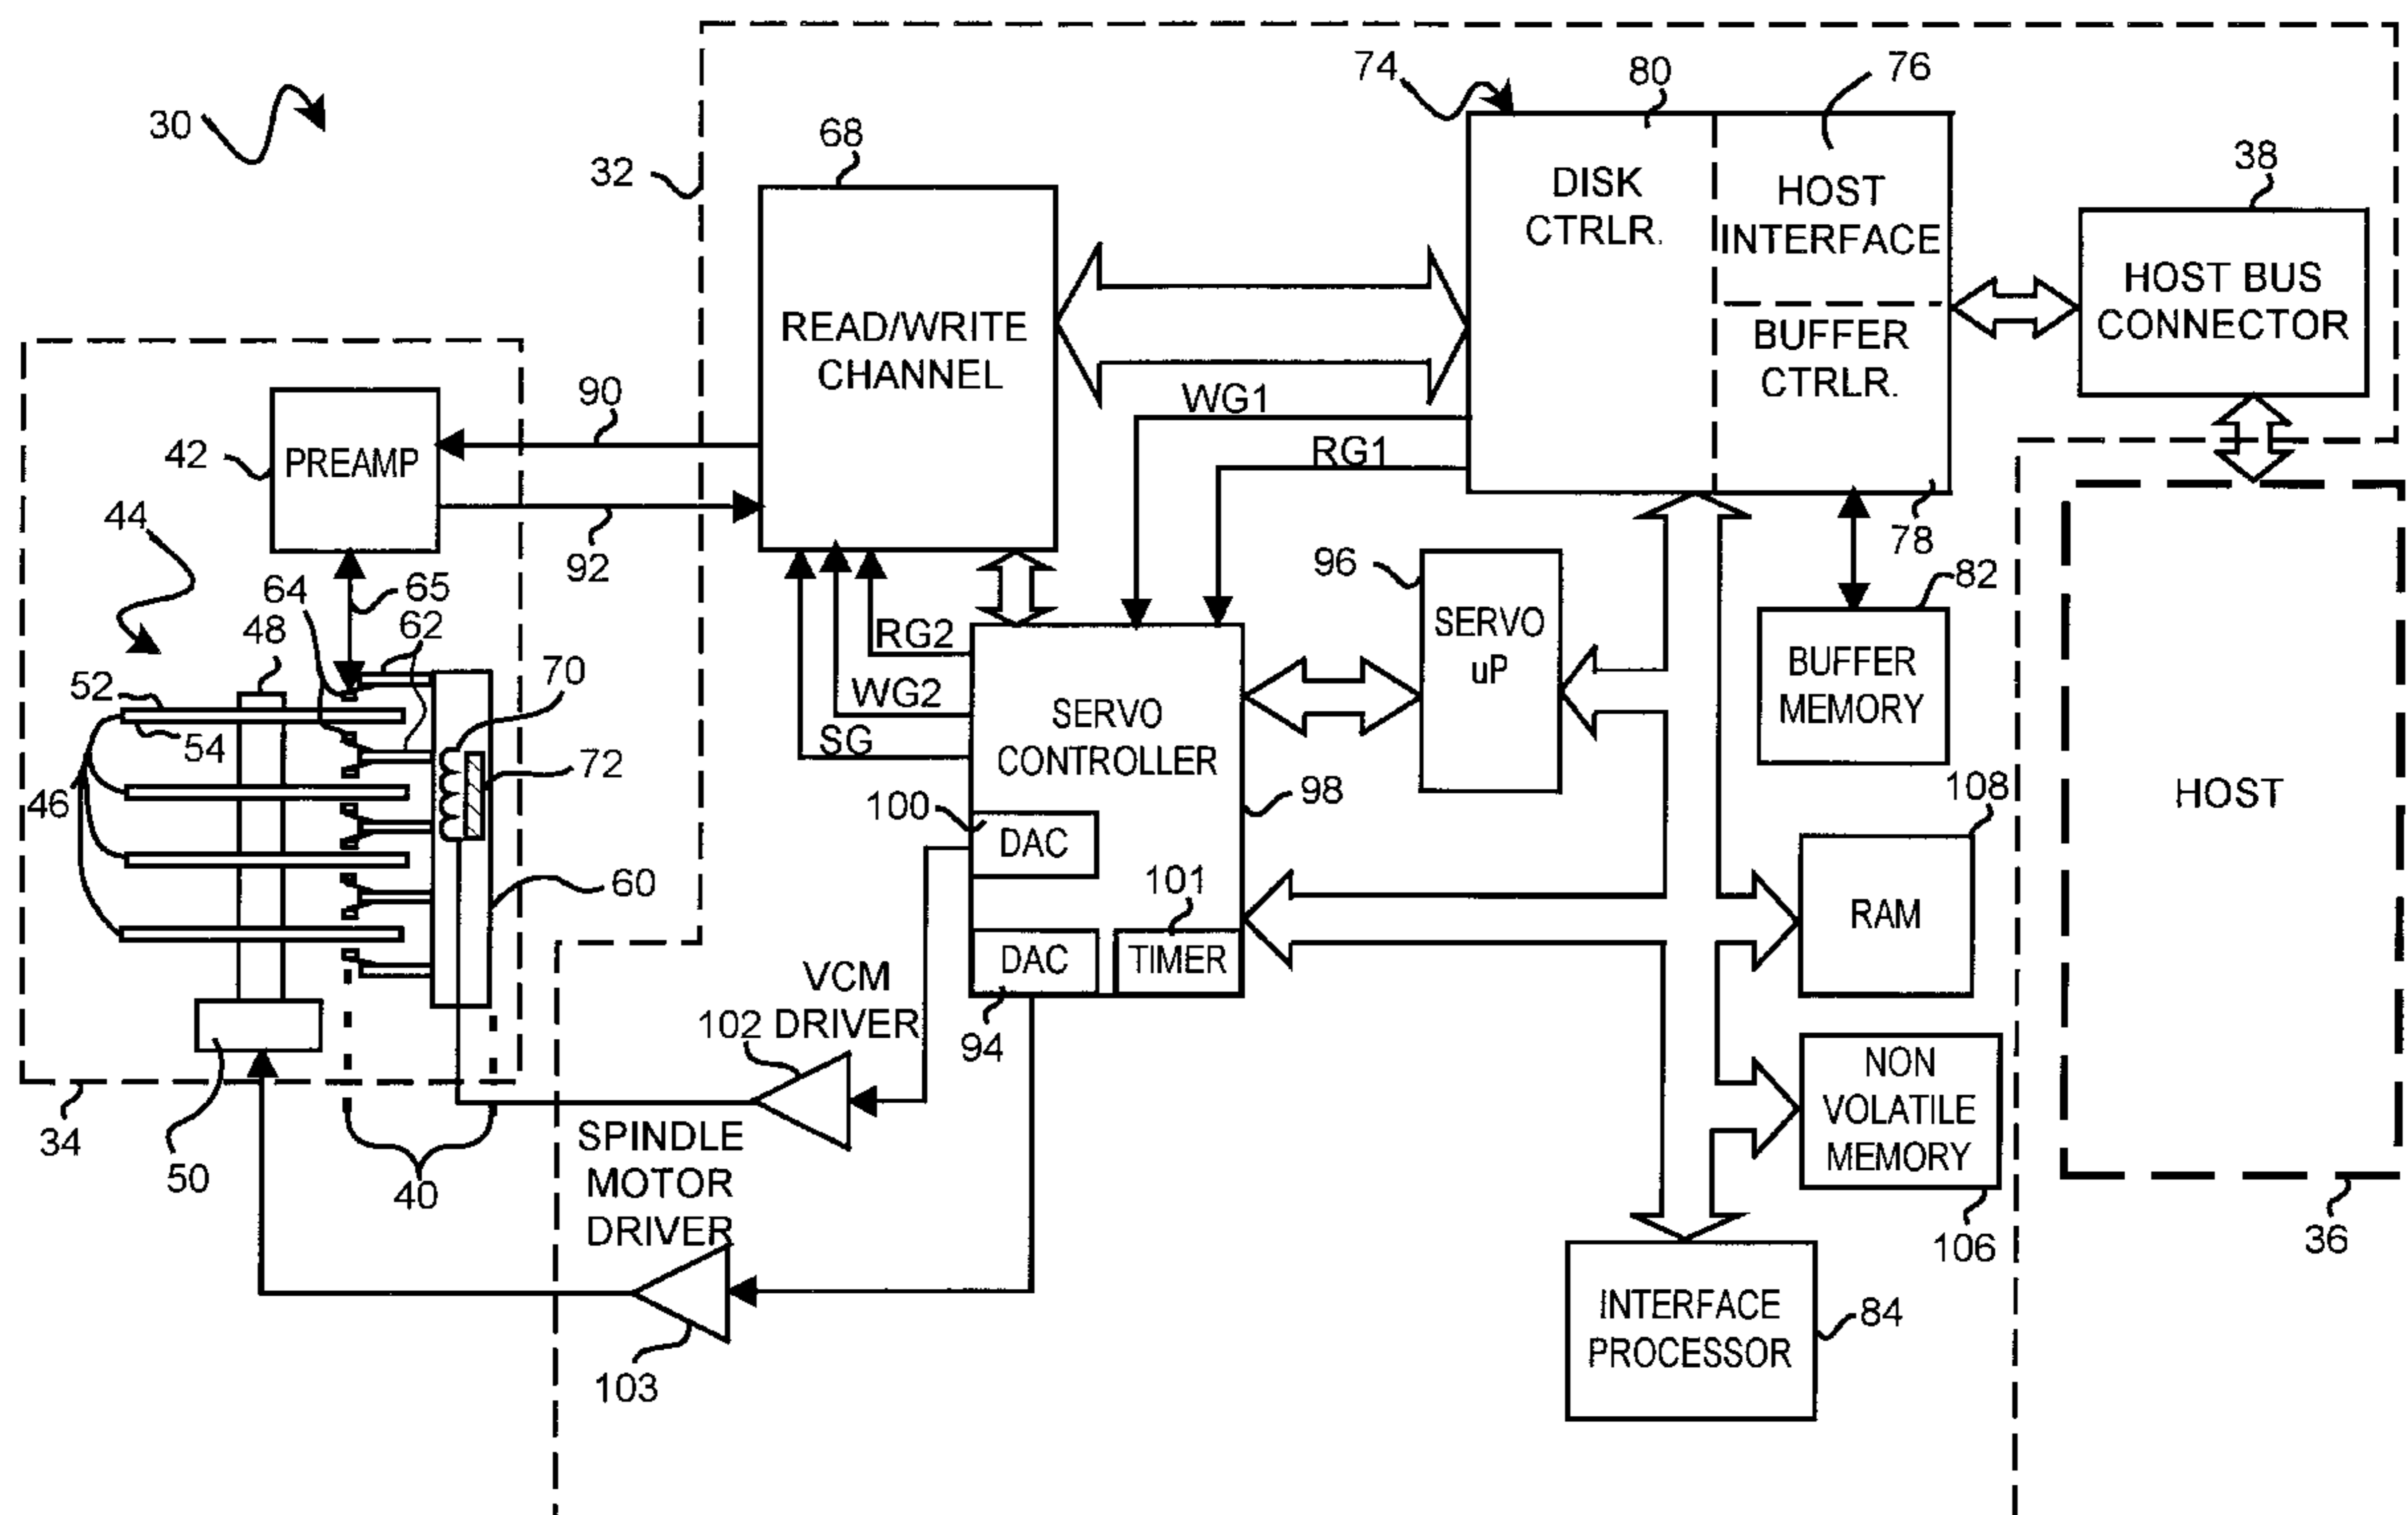 30
32
68
74
80
76
38
DISK
CTRLR.
HOST
INTERFACE
BUFFER
CTRLR.
HOST BUS
CONNECTOR
READ/WRITE
CHANNEL
WG1
RG1
90
92
42
PREAMP
44
64
65
48
62
52
54
46
70
72
60
RG2
WG2
SG
SERVO
CONTROLLER
96
SERVO
uP
98
78
82
BUFFER
MEMORY
108
RAM
HOST
100
DAC
101
DAC
TIMER
94
VCM
DRIVER
102
NON
VOLATILE
MEMORY
106
36
34
50
40
SPINDLE
MOTOR
DRIVER
103
INTERFACE
PROCESSOR
84